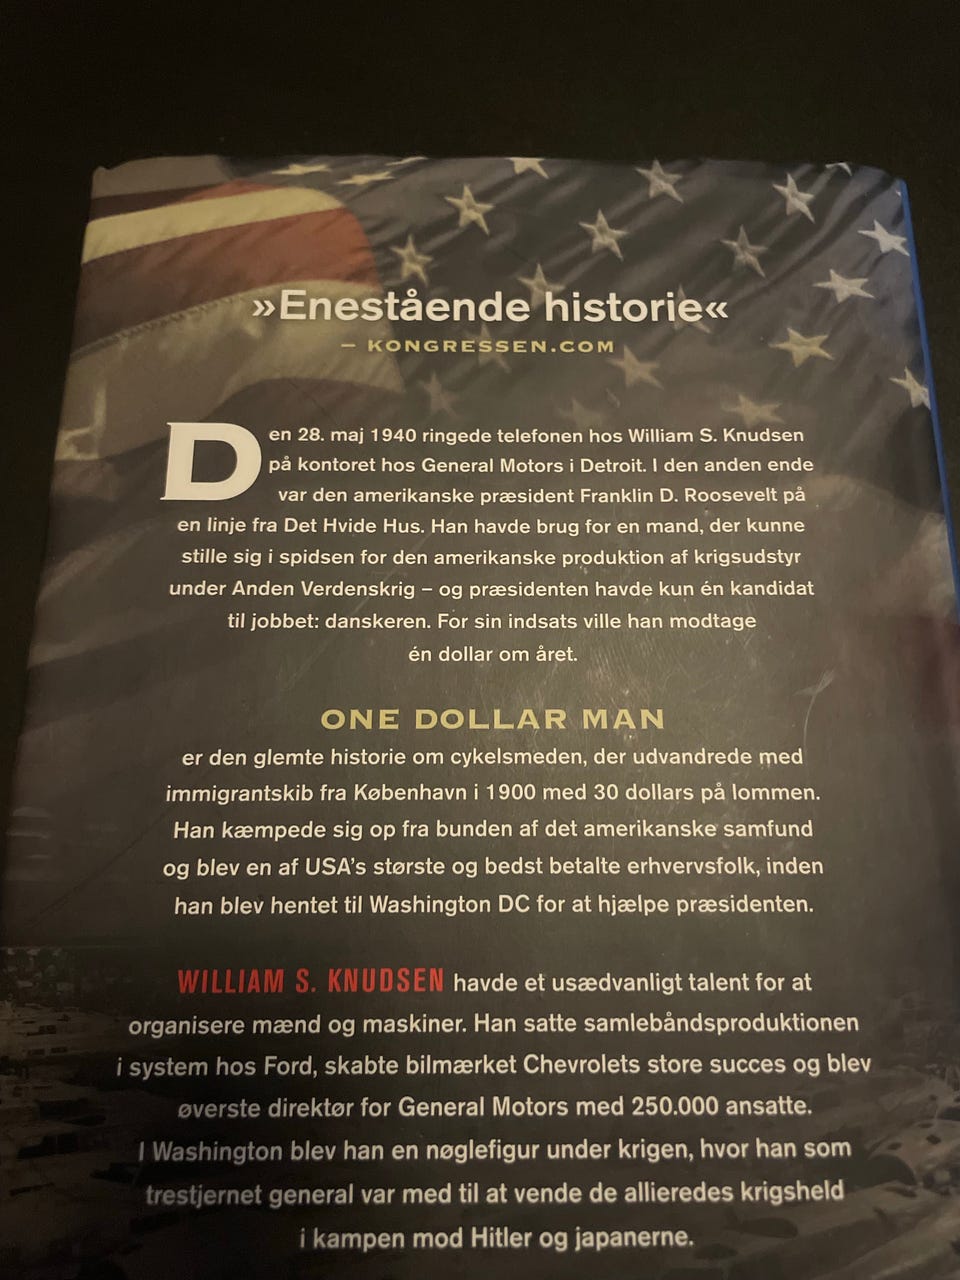 »Enestående historie«
– KONGRESSEN.COM
Den 28. maj 1940 ringede telefonen hos William S. Knudsen
på kontoret hos General Motors i Detroit. I den anden ende
var den amerikanske præsident Franklin D. Roosevelt på
en linje fra Det Hvide Hus. Han havde brug for en mand, der kunne
stille sig i spidsen for den amerikanske produktion af krigsudstyr
under Anden Verdenskrig – og præsidenten havde kun én kandidat
til jobbet: danskeren. For sin indsats ville han modtage
én dollar om året.
ONE DOLLAR MAN
er den glemte historie om cykelsmeden, der udvandrede med
immigrantskib fra København i 1900 med 30 dollars på lommen.
Han kæmpede sig op fra bunden af det amerikanske samfund
og blev en af USA's største og bedst betalte erhvervsfolk, inden
han blev hentet til Washington DC for at hjælpe præsidenten.
WILLIAM S. KNUDSEN havde et usædvanligt talent for at
organisere mænd og maskiner. Han satte samlebåndsproduktionen
i system hos Ford, skabte bilmærket Chevrolets store succes og blev
øverste direktør for General Motors med 250.000 ansatte.
I Washington blev han en nøglefigur under krigen, hvor han som
trestjernet general var med til at vende de allieredes krigsheld
i kampen mod Hitler og japanerne.